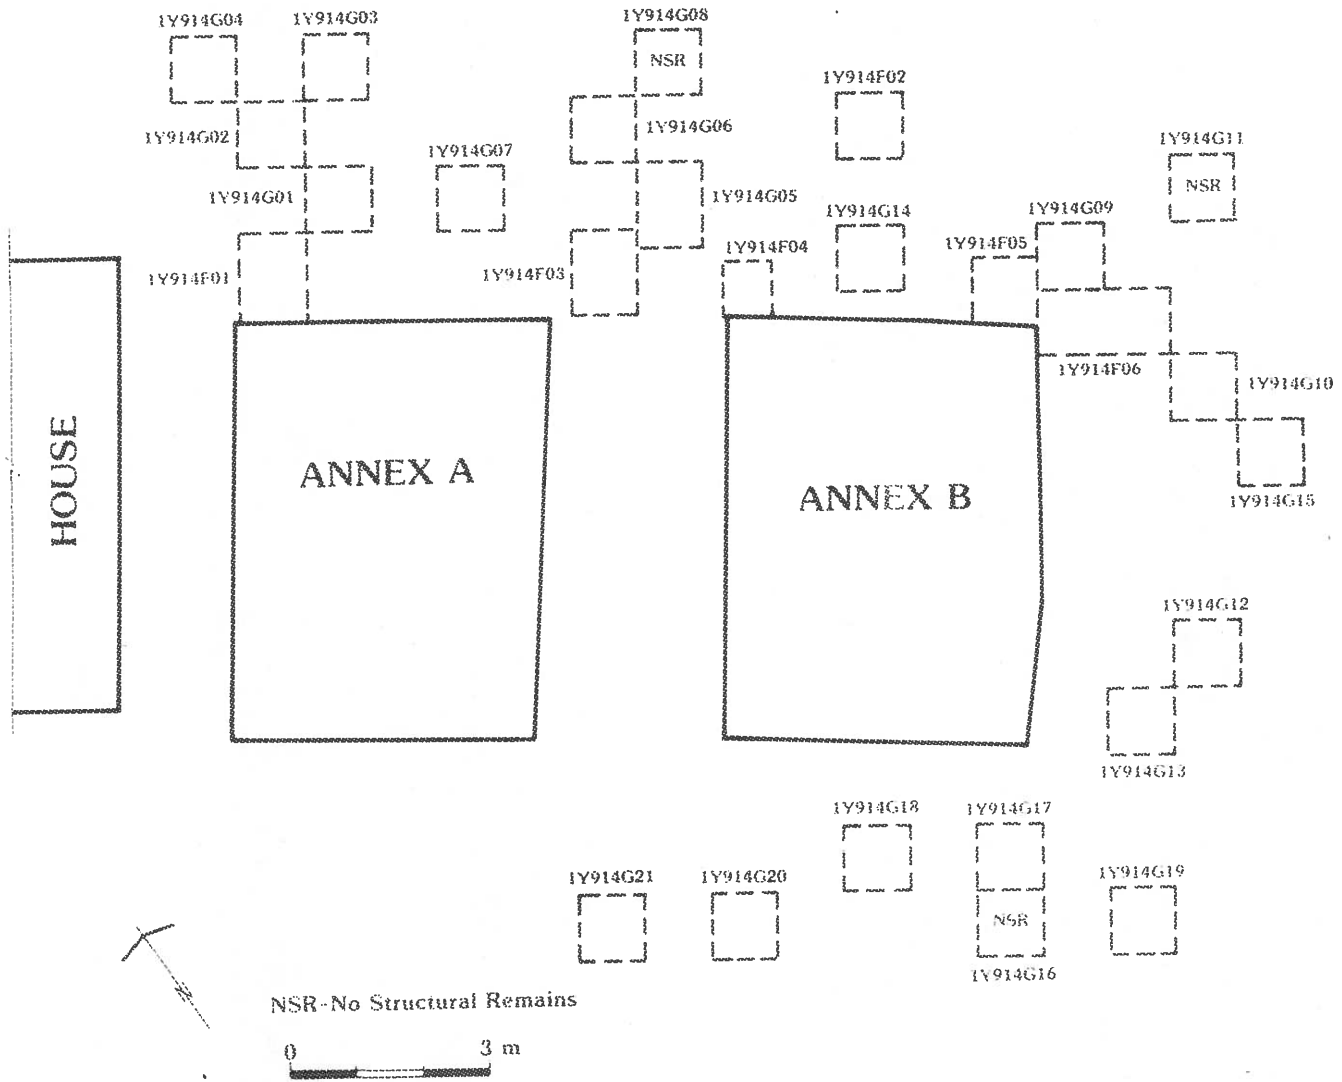 1Y914G04
1Y914G03
1Y914G08
NSR
1Y914F02
1Y914G02
1Y914G06
1Y914G07
1Y914G11
NSR
1Y914G01
1Y914G05
1Y914G14
1Y914G09
1Y914F01
1Y914F03
1Y914F04
1Y914F05
1Y914F06
1Y914G10
HOUSE
ANNEX A
ANNEX B
1Y914G15
1Y914G12
1Y914G13
1Y914G18
1Y914G17
1Y914G21
1Y914G20
1Y914G19
NSR
1Y914G16
N
NSR-No Structural Remains
0 3 m